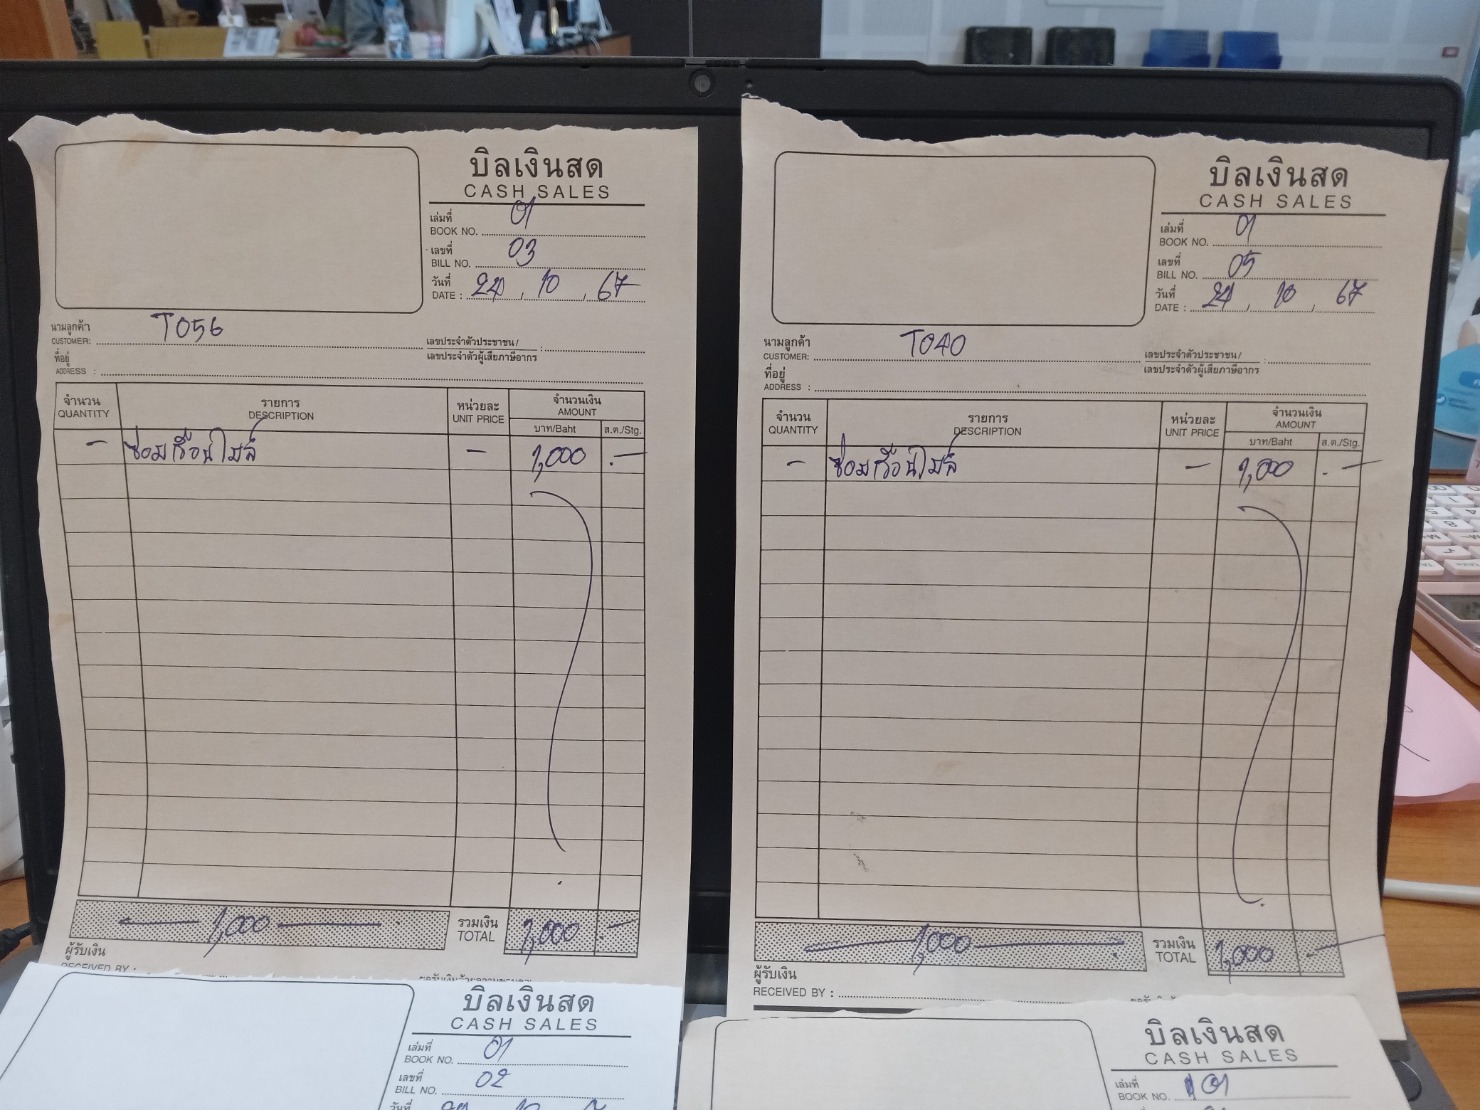 บิลเงินสด
CASH SALES
เล่มที่
BOOK NO. 01
เลขที่
BILL NO. 03
วันที่
DATE : 24 10 67
นามลูกค้า
CUSTOMER: T056
เลขประจำตัวประชาชน/ :
เลขประจำตัวผู้เสียภาษีอากร
ที่อยู่
ADDRESS :
จำนวน รายการ หน่วยละ จำนวนเงิน
QUANTITY DESCRIPTION UNIT PRICE AMOUNT
บาท/Baht ส.ต./Stg.
- ซ่อมเรือนไมล์ - 1,000 .-
1,000 รวมเงิน 1,000 -
TOTAL
ผู้รับเงิน
RECEIVED BY :
บิลเงินสด
CASH SALES
เล่มที่
BOOK NO. 01
เลขที่
BILL NO. 05
วันที่
DATE : 24 10 67
นามลูกค้า
CUSTOMER: T040
เลขประจำตัวประชาชน/ :
เลขประจำตัวผู้เสียภาษีอากร
ที่อยู่
ADDRESS :
จำนวน รายการ หน่วยละ จำนวนเงิน
QUANTITY DESCRIPTION UNIT PRICE AMOUNT
บาท/Baht ส.ต./Stg.
- ซ่อมเรือนไมล์ - 1,000 .-
1,000 รวมเงิน 1,000 -
TOTAL
ผู้รับเงิน
RECEIVED BY :
บิลเงินสด
CASH SALES
เล่มที่
BOOK NO. 01
เลขที่
BILL NO. 02
วันที่
บิลเงินสด
CASH SALES
เล่มที่
BOOK NO. 01
เลขที่